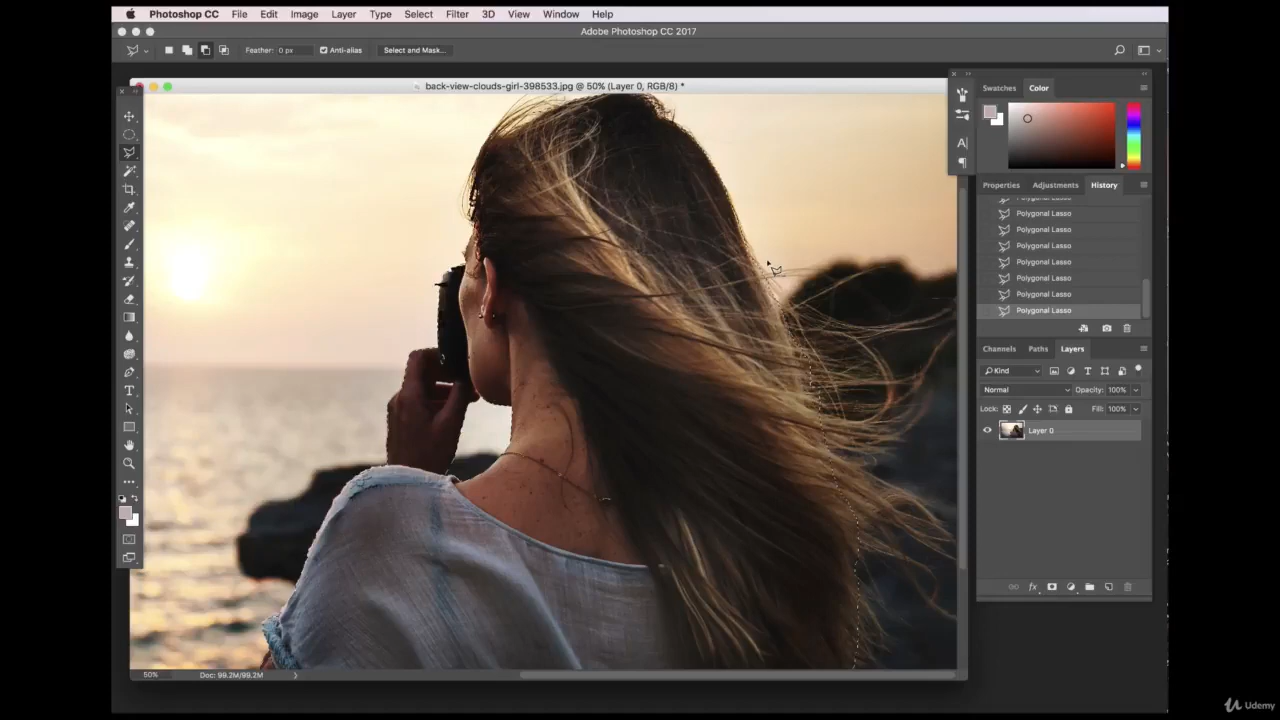 Photoshop CC File Edit Image Layer Type Select Filter 3D View Window Help
Adobe Photoshop CC 2017
Feather: 0 px Anti-alias Select and Mask...
back-view-clouds-girl-398533.jpg @ 50% (Layer 0, RGB/8) *
Swatches Color
Properties Adjustments History
Polygonal Lasso
Polygonal Lasso
Polygonal Lasso
Polygonal Lasso
Polygonal Lasso
Polygonal Lasso
Polygonal Lasso
Channels Paths Layers
Kind
Normal Opacity: 100%
Lock: Fill: 100%
Layer 0
50% Doc: 99.2M/99.2M
Udemy